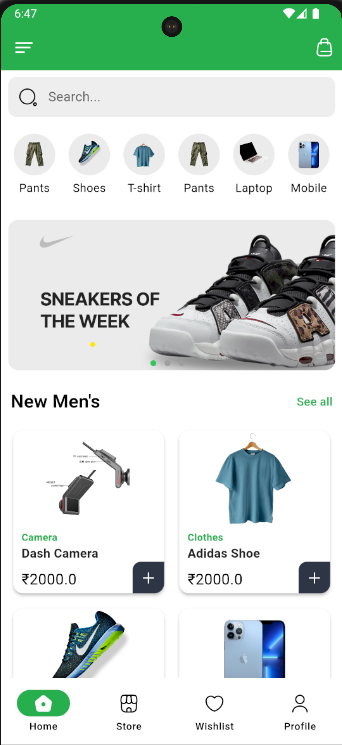 6:47
Search...
Pants
Shoes
T-shirt
Pants
Laptop
Mobile
SNEAKERS OF
THE WEEK
New Men's
See all
Camera
Dash Camera
₹2000.0
Clothes
Adidas Shoe
₹2000.0
Home
Store
Wishlist
Profile